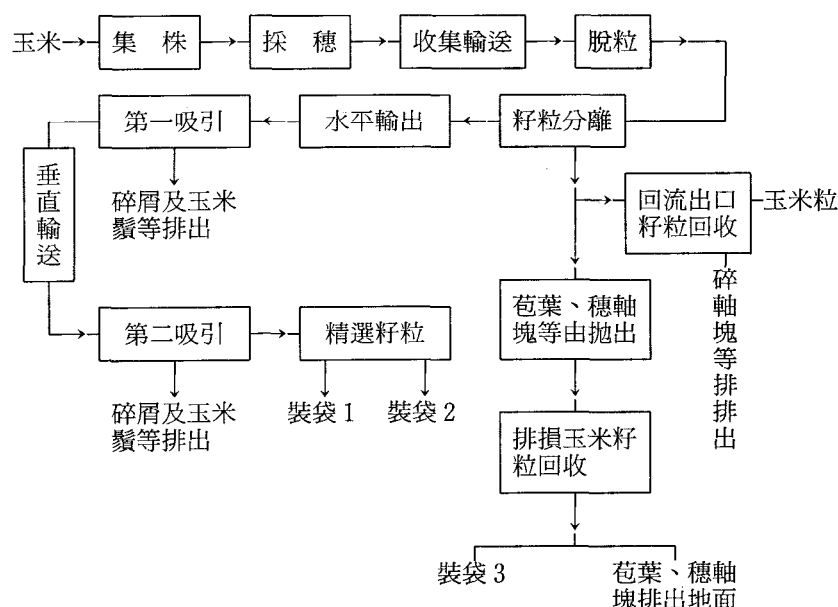 玉米
集 株
採 穗
收集輸送
脫粒
第一吸引
水平輸出
籽粒分離
垂直輸送
碎屑及玉米
鬚等排出
回流出口
籽粒回收
玉米粒
碎軸塊等排排出
苞葉、穗軸
塊等由拋出
第二吸引
精選籽粒
碎屑及玉米
鬚等排出
裝袋1
裝袋2
排損玉米籽
粒回收
裝袋3
苞葉、穗軸
塊排出地面